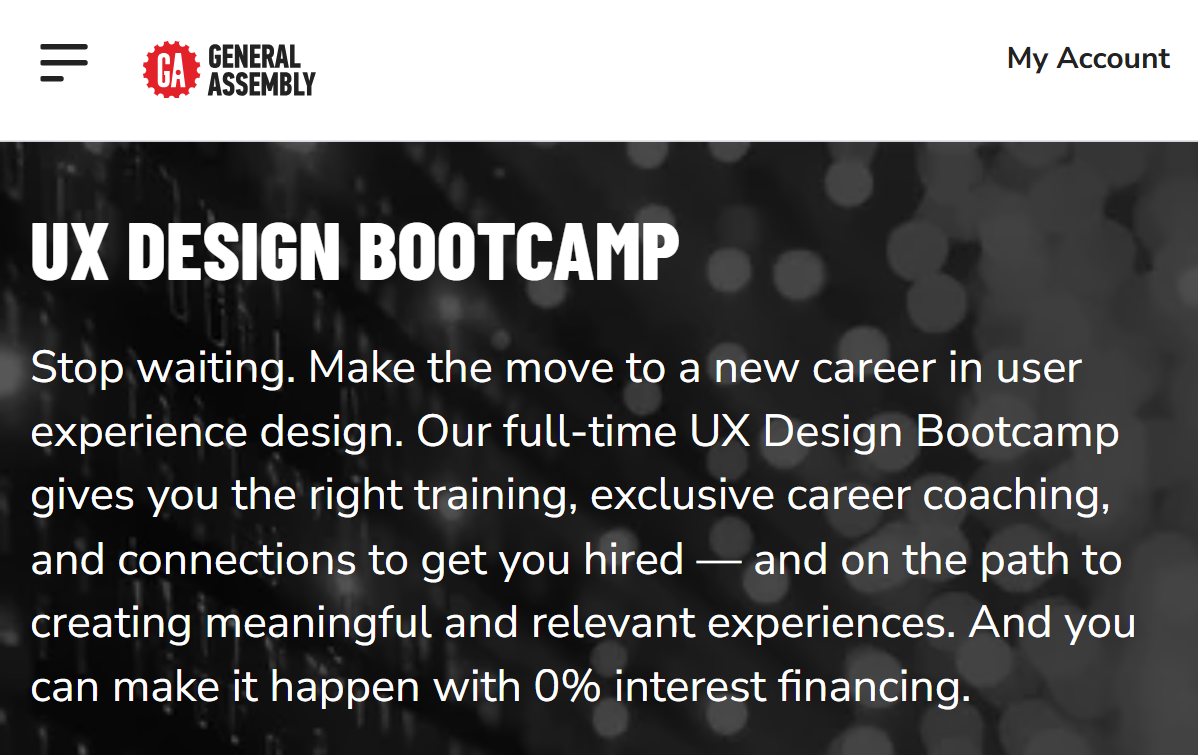 GA GENERAL ASSEMBLY
My Account
UX DESIGN BOOTCAMP
Stop waiting. Make the move to a new career in user
experience design. Our full-time UX Design Bootcamp
gives you the right training, exclusive career coaching,
and connections to get you hired — and on the path to
creating meaningful and relevant experiences. And you
can make it happen with 0% interest financing.